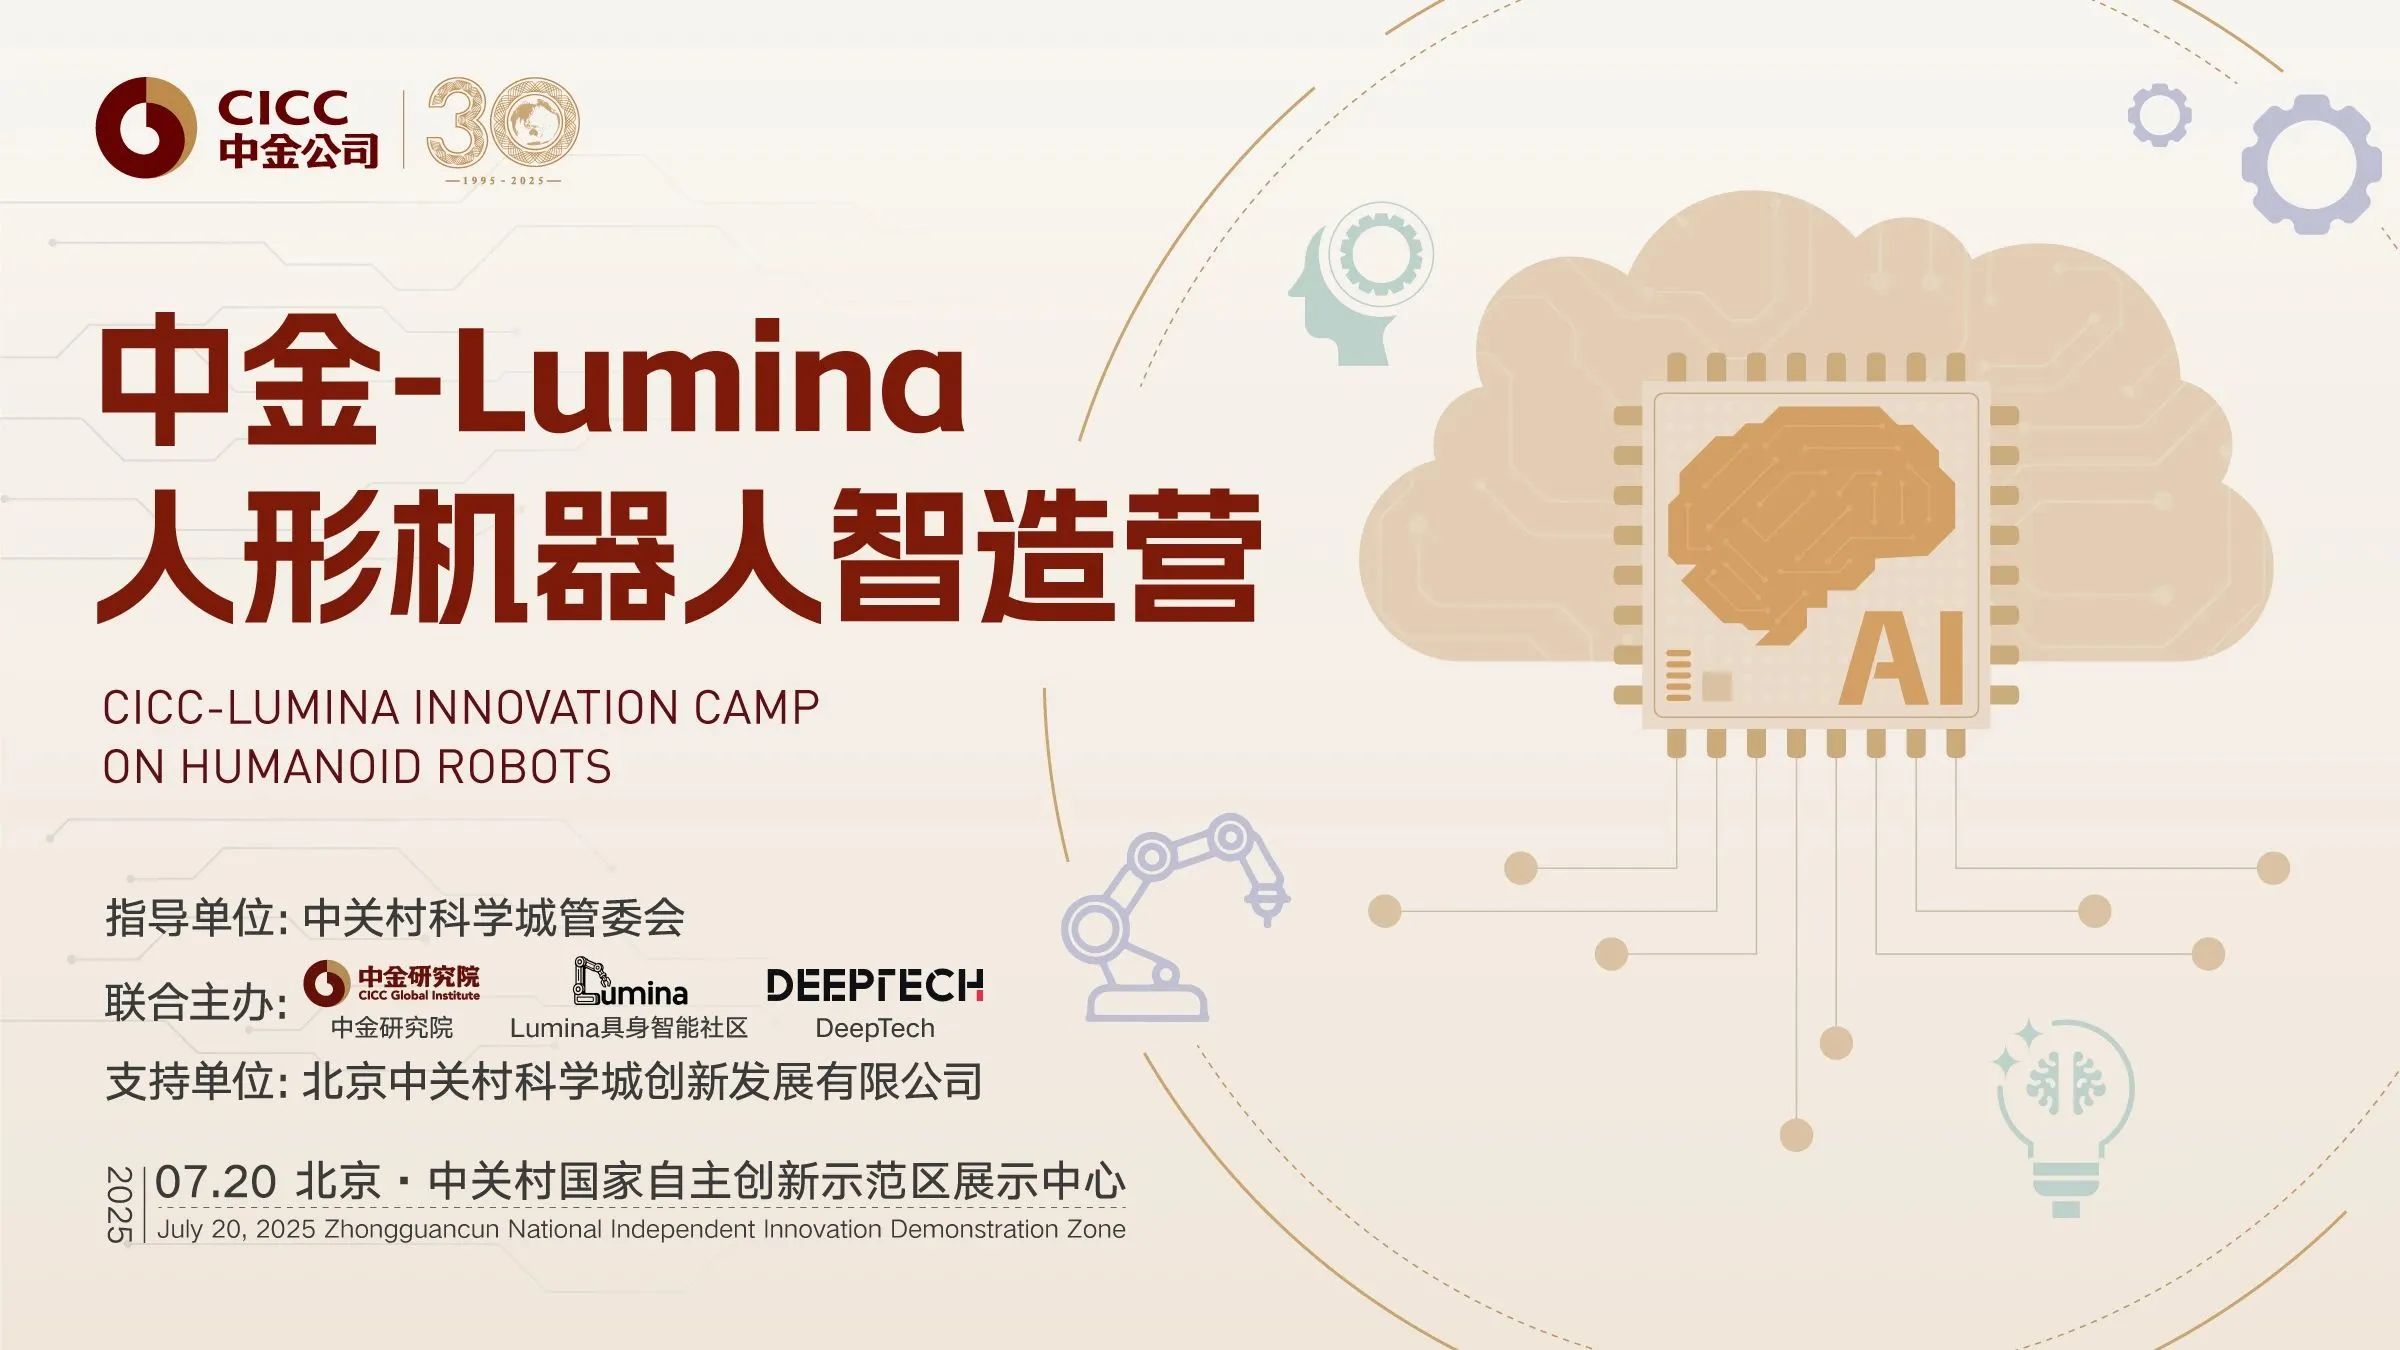 CICC
中金公司
30
1995-2025
中金-Lumina
人形机器人智造营
CICC-LUMINA INNOVATION CAMP
ON HUMANOID ROBOTS
AI
指导单位: 中关村科学城管委会
联合主办:
中金研究院
CICC Global Institute
中金研究院
Lumina
Lumina具身智能社区
DEEPTECH
DeepTech
支持单位: 北京中关村科学城创新发展有限公司
2025
07.20 北京·中关村国家自主创新示范区展示中心
July 20, 2025 Zhongguancun National Independent Innovation Demonstration Zone